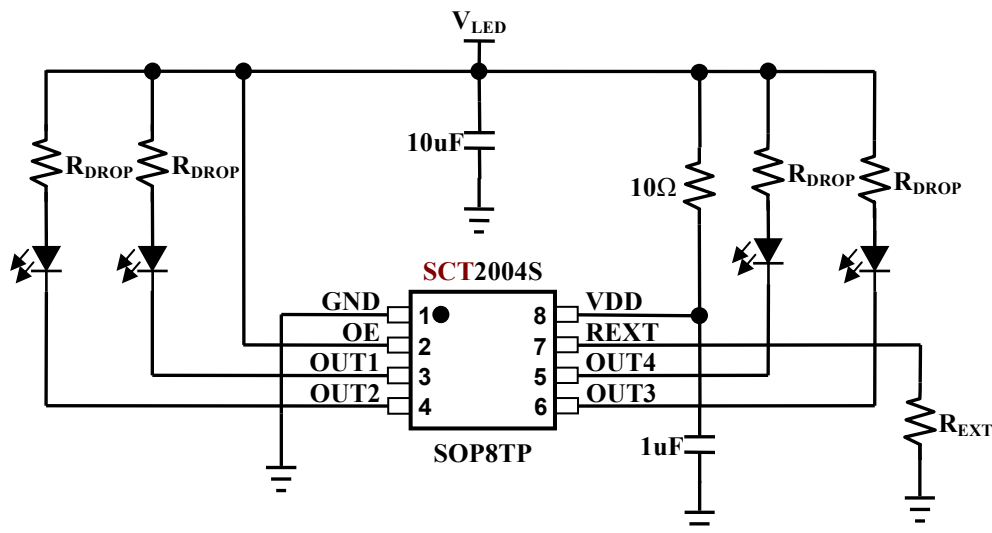 VLED
10uF
RDROP
RDROP
10Ω
RDROP
RDROP
SCT2004S
GND
1
8
VDD
OE
2
7
REXT
OUT1
3
5
OUT4
OUT2
4
6
OUT3
SOP8TP
1uF
REXT